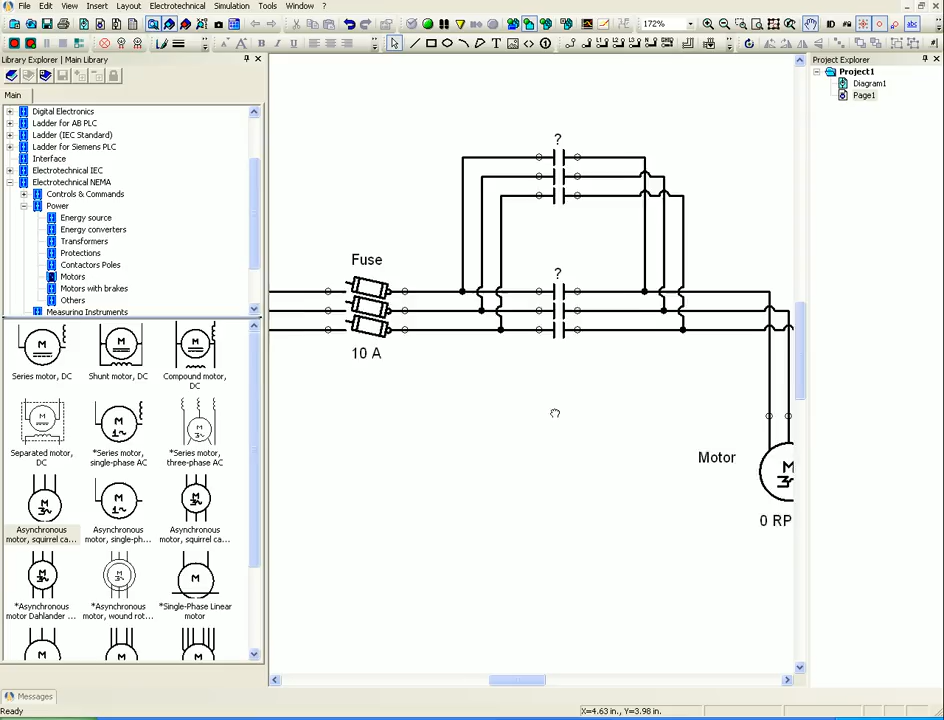 File Edit View Insert Layout Electrotechnical Simulation Tools Window ?
172%
ID
abc
Library Explorer | Main Library
Project Explorer
Main
Digital Electronics
Ladder for AB PLC
Ladder (IEC Standard)
Ladder for Siemens PLC
Interface
Electrotechnical IEC
Electrotechnical NEMA
Controls & Commands
Power
Energy source
Energy converters
Transformers
Protections
Contactors Poles
Motors
Motors with brakes
Others
Measuring Instruments
Series motor, DC
Shunt motor, DC
Compound motor, DC
Separated motor, DC
*Series motor, single-phase AC
*Series motor, three-phase AC
Asynchronous motor, squirrel ca...
Asynchronous motor, single-ph...
Asynchronous motor, squirrel ca...
*Asynchronous motor Dahlander ...
*Asynchronous motor, wound rot...
*Single-Phase Linear motor
?
Fuse
?
10 A
Motor
M
3
0 RP
Project1
Diagram1
Page1
Messages
Ready
X=4.63 in., Y=3.98 in.